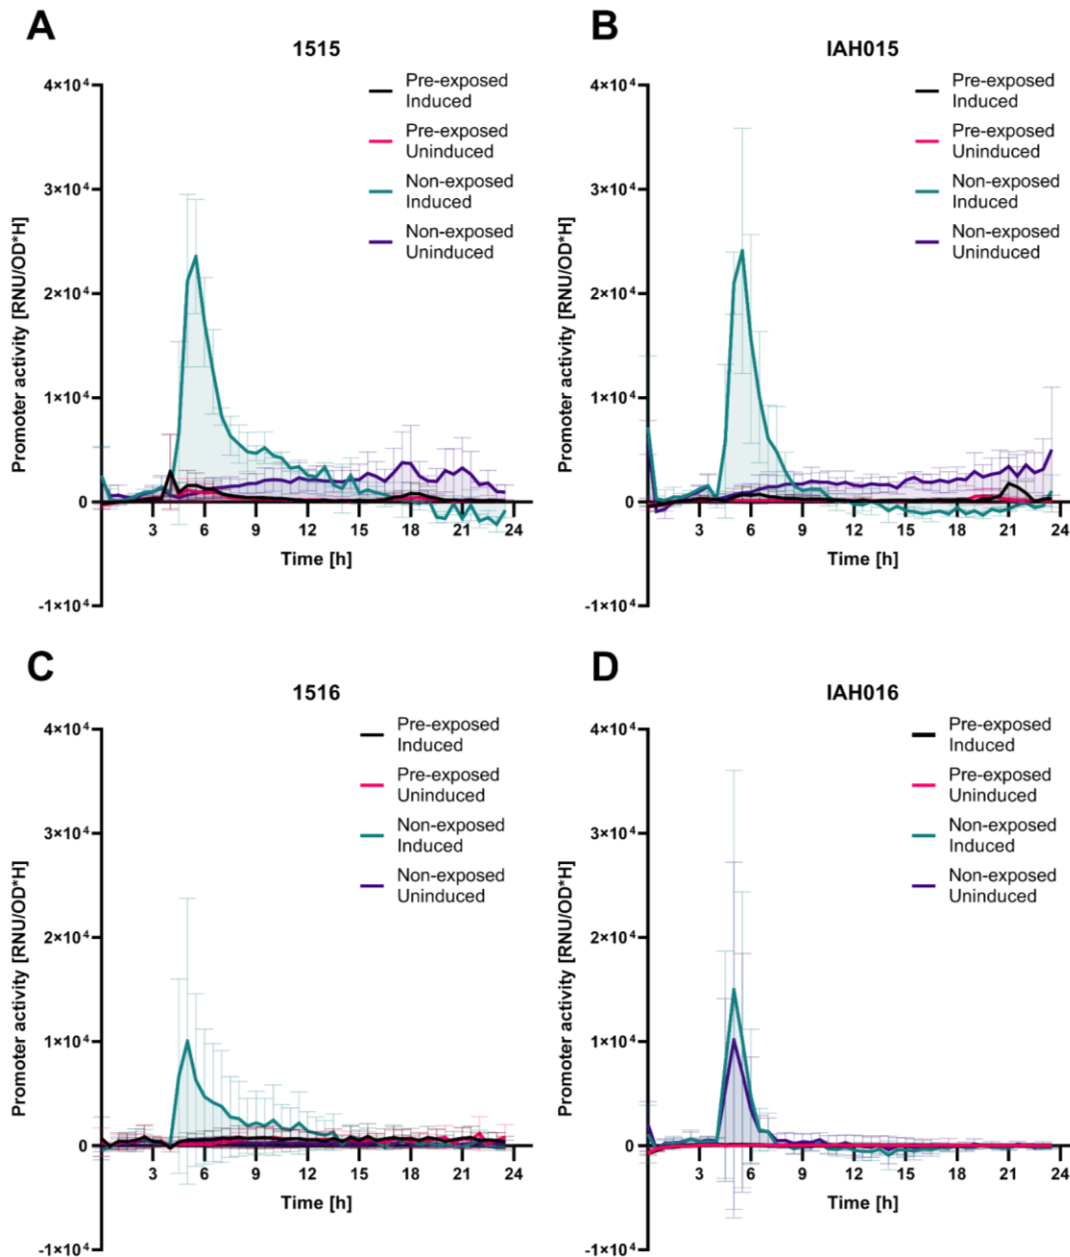 A
1515
4×10⁴
3×10⁴
2×10⁴
1×10⁴
0
-1×10⁴
Promoter activity [RNU/OD*H]
3 6 9 12 15 18 21 24
Time [h]
Pre-exposed
Induced
Pre-exposed
Uninduced
Non-exposed
Induced
Non-exposed
Uninduced
B
IAH015
4×10⁴
3×10⁴
2×10⁴
1×10⁴
0
-1×10⁴
Promoter activity [RNU/OD*H]
3 6 9 12 15 18 21 24
Time [h]
Pre-exposed
Induced
Pre-exposed
Uninduced
Non-exposed
Induced
Non-exposed
Uninduced
C
1516
4×10⁴
3×10⁴
2×10⁴
1×10⁴
0
-1×10⁴
Promoter activity [RNU/OD*H]
3 6 9 12 15 18 21 24
Time [h]
Pre-exposed
Induced
Pre-exposed
Uninduced
Non-exposed
Induced
Non-exposed
Uninduced
D
IAH016
4×10⁴
3×10⁴
2×10⁴
1×10⁴
0
-1×10⁴
Promoter activity [RNU/OD*H]
3 6 9 12 15 18 21 24
Time [h]
Pre-exposed
Induced
Pre-exposed
Uninduced
Non-exposed
Induced
Non-exposed
Uninduced